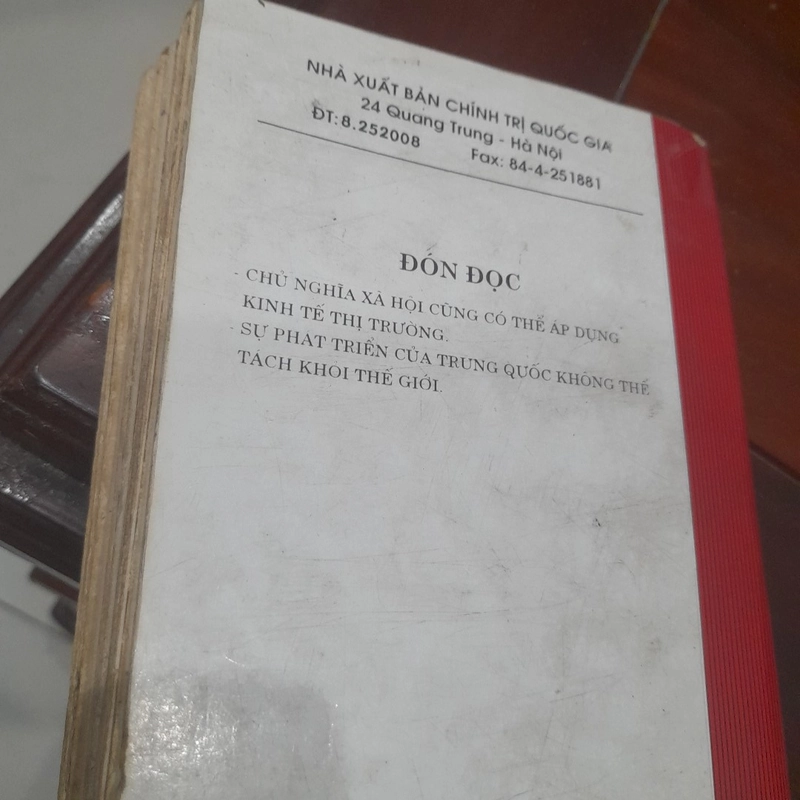 NHÀ XUẤT BẢN CHÍNH TRỊ QUỐC GIA
24 Quang Trung - Hà Nội
ĐT: 8.252008 Fax: 84-4-251881
ĐÓN ĐỌC
- CHỦ NGHĨA XÃ HỘI CŨNG CÓ THỂ ÁP DỤNG
KINH TẾ THỊ TRƯỜNG.
- SỰ PHÁT TRIỂN CỦA TRUNG QUỐC KHÔNG THỂ
TÁCH KHỎI THẾ GIỚI.